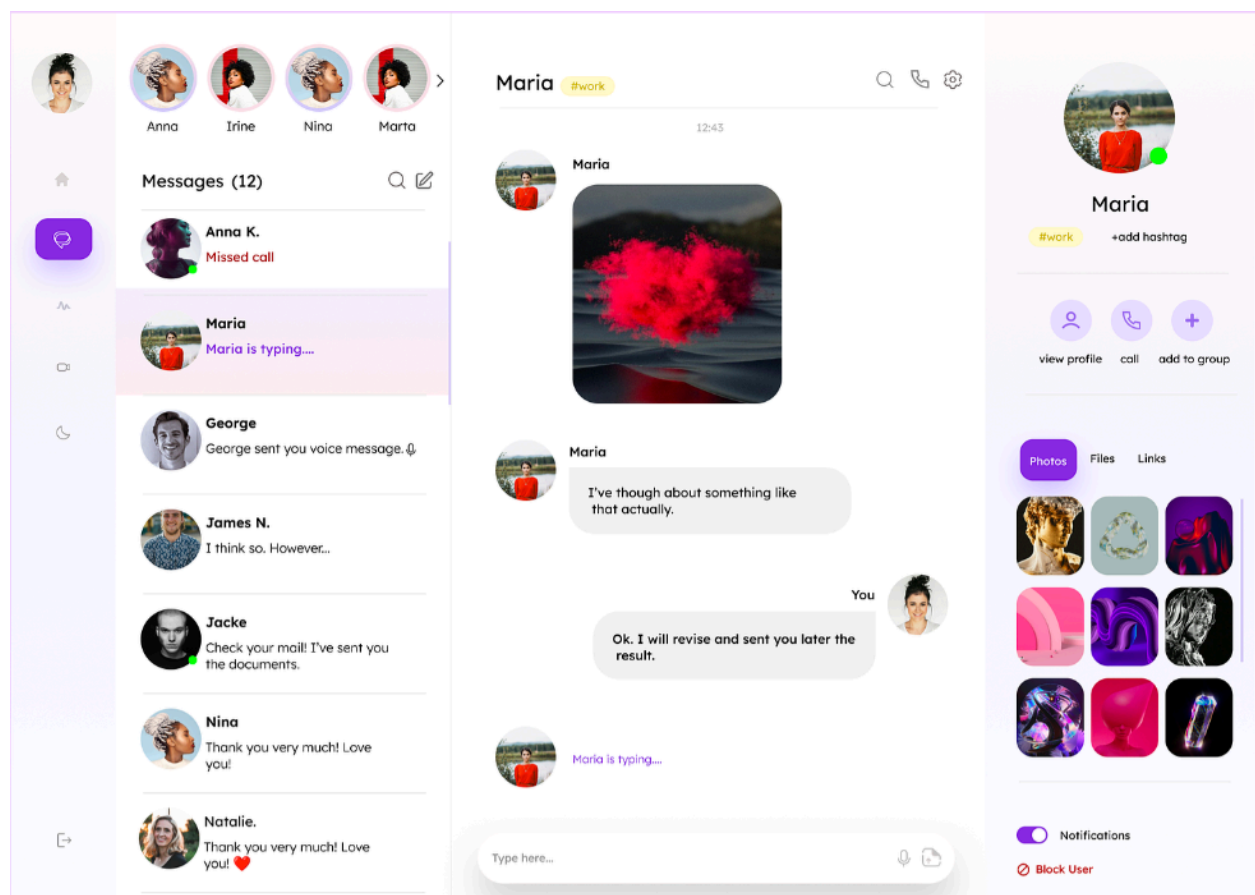 Anna
Irine
Nina
Marta
Messages (12)
Anna K.
Missed call
Maria
Maria is typing....
George
George sent you voice message.
James N.
I think so. However...
Jacke
Check your mail! I've sent you
the documents.
Nina
Thank you very much! Love
you!
Natalie.
Thank you very much! Love
you! ❤️
Maria
#work
12:43
Maria
Maria
I've though about something like
that actually.
You
Ok. I will revise and sent you later the
result.
Maria is typing....
Type here...
Maria
#work
+add hashtag
view profile
call
add to group
Photos
Files
Links
Notifications
Block User